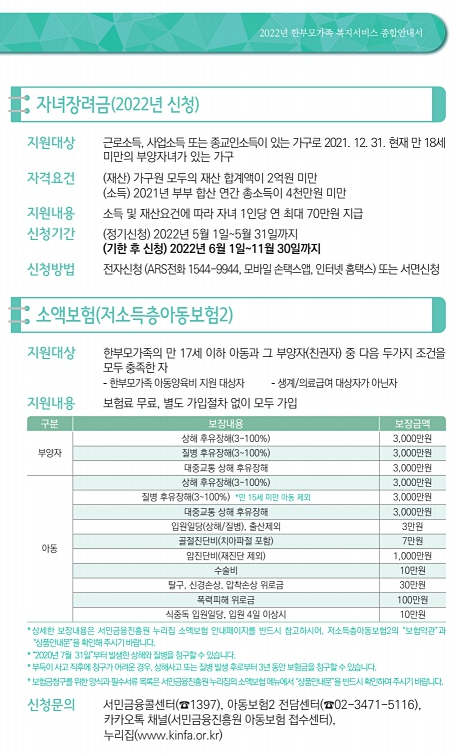 2022년 한부모가족 복지서비스 종합안내서
자녀장려금(2022년 신청)
지원대상 근로소득, 사업소득 또는 종교인소득이 있는 가구로 2021. 12. 31. 현재 만 18세
미만의 부양자녀가 있는 가구
자격요건 (재산) 가구원 모두의 재산 합계액이 2억원 미만
(소득) 2021년 부부 합산 연간 총소득이 4천만원 미만
지원내용 소득 및 재산요건에 따라 자녀 1인당 연 최대 70만원 지급
신청기간 (정기신청) 2022년 5월 1일~5월 31일까지
(기한 후 신청) 2022년 6월 1일~11월 30일까지
신청방법 전자신청 (ARS전화 1544-9944, 모바일 손택스앱, 인터넷 홈택스) 또는 서면신청
소액보험(저소득층아동보험2)
지원대상 한부모가족의 만 17세 이하 아동과 그 부양자(친권자) 중 다음 두가지 조건을
모두 충족한 자
- 한부모가족 아동양육비 지원 대상자 - 생계/의료급여 대상자가 아닌자
지원내용 보험료 무료, 별도 가입절차 없이 모두 가입
구분 보장내용 보장금액
부양자
상해 후유장해(3~100%) 3,000만원
질병 후유장해(3~100%) 3,000만원
대중교통 상해 후유장해 3,000만원
아동
상해 후유장해(3~100%) 3,000만원
질병 후유장해(3~100%) *만 15세 미만 아동 제외 3,000만원
대중교통 상해 후유장해 3,000만원
입원일당(상해/질병), 출산제외 3만원
골절진단비(치아파절 포함) 7만원
암진단비(재진단 제외) 1,000만원
수술비 10만원
탈구, 신경손상, 압착손상 위로금 30만원
폭력피해 위로금 100만원
식중독 입원일당, 입원 4일 이상시 10만원
* 상세한 보장내용은 서민금융진흥원 누리집 소액보험 안내페이지를 반드시 참고하시어, 저소득층아동보험2의 "보험약관"과
"상품안내문"을 확인해 주시기 바랍니다.
* "2020년 7월 31일"부터 발생한 상해와 질병을 청구할 수 있습니다.
* 부득이 사고 직후에 청구가 어려운 경우, 상해사고 또는 질병 발생 후로부터 3년 동안 보험금을 청구할 수 있습니다.
* 보험금청구를 위한 양식과 필수서류 목록은 서민금융진흥원 누리집의 소액보험 메뉴에서 "상품안내문"을 반드시 확인하여 주시기 바랍니다.
신청문의 서민금융콜센터(☎1397), 아동보험2 전담센터(☎02-3471-5116),
카카오톡 채널(서민금융진흥원 아동보험 접수센터),
누리집(www.kinfa.or.kr)